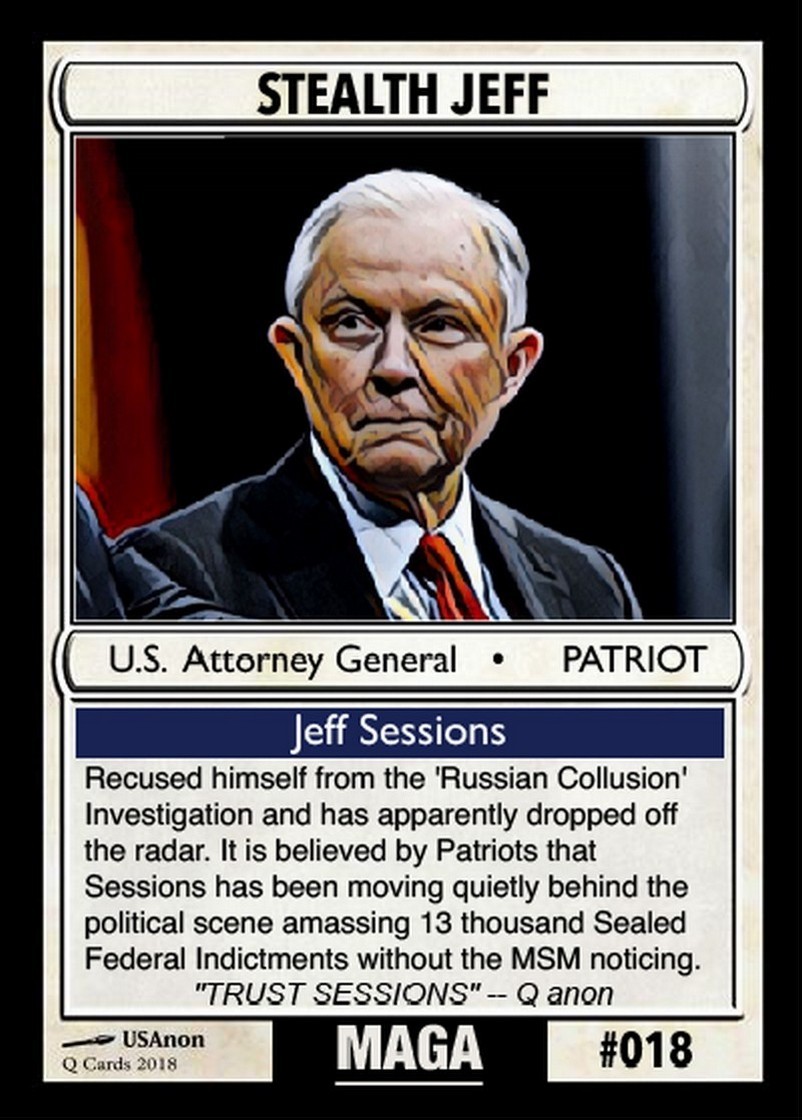 STEALTH JEFF
U.S. Attorney General • PATRIOT
Jeff Sessions
Recused himself from the 'Russian Collusion'
Investigation and has apparently dropped off
the radar. It is believed by Patriots that
Sessions has been moving quietly behind the
political scene amassing 13 thousand Sealed
Federal Indictments without the MSM noticing.
"TRUST SESSIONS" -- Q anon
USAnon
Q Cards 2018
MAGA
#018